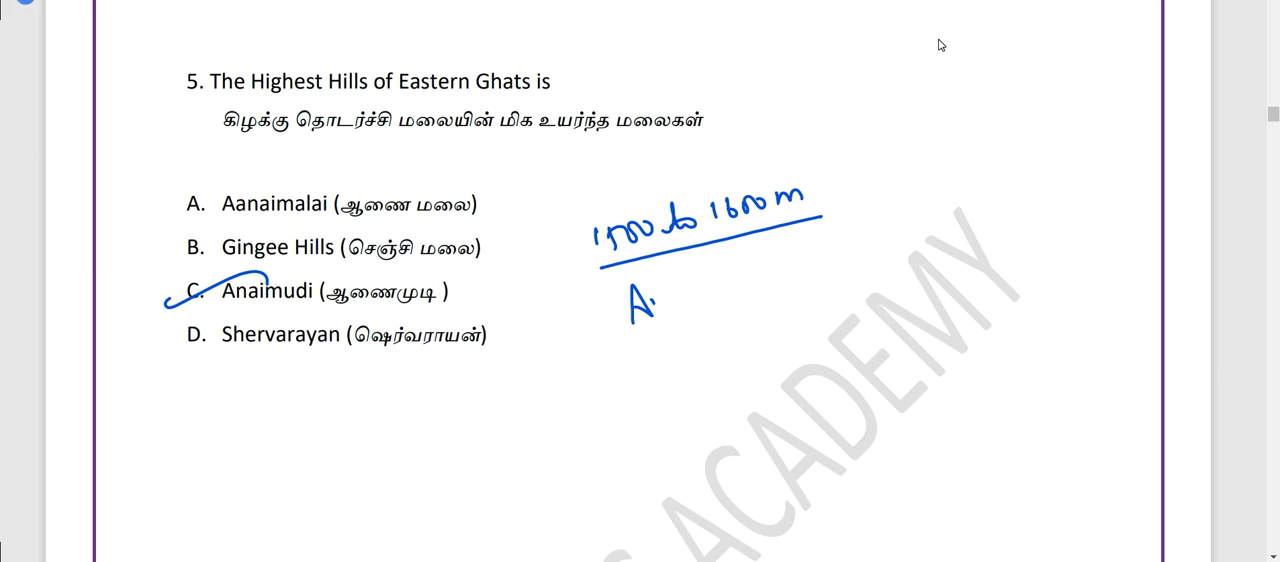 5. The Highest Hills of Eastern Ghats is
கிழக்கு தொடர்ச்சி மலையின் மிக உயர்ந்த மலைகள்
A. Aanaimalai (ஆணை மலை)
B. Gingee Hills (செஞ்சி மலை)
C. Anaimudi (ஆணைமுடி )
D. Shervarayan (ஷெர்வராயன்)
1500 to 1600 m
A.
ACADEMY